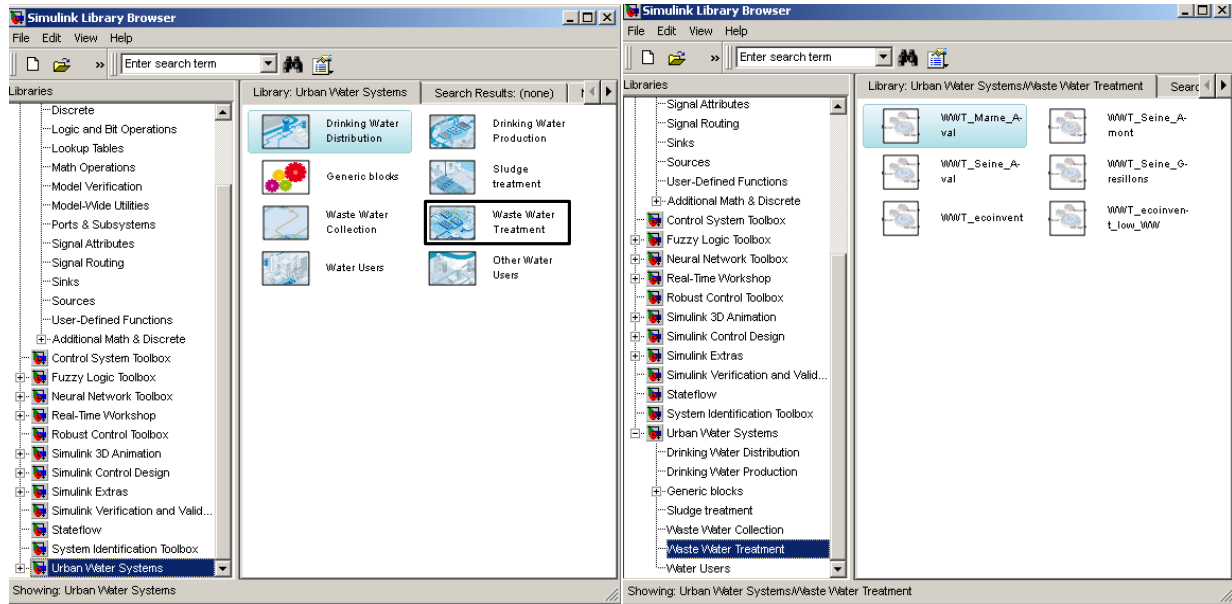 Simulink Library Browser
File Edit View Help
» Enter search term
Libraries
Discrete
Logic and Bit Operations
Lookup Tables
Math Operations
Model Verification
Model-Wide Utilities
Ports & Subsystems
Signal Attributes
Signal Routing
Sinks
Sources
User-Defined Functions
Additional Math & Discrete
Control System Toolbox
Fuzzy Logic Toolbox
Neural Network Toolbox
Real-Time Workshop
Robust Control Toolbox
Simulink 3D Animation
Simulink Control Design
Simulink Extras
Simulink Verification and Valid...
Stateflow
System Identification Toolbox
Urban Water Systems
Library: Urban Water Systems Search Results: (none)
Drinking Water
Distribution
Drinking Water
Production
Generic blocks
Sludge
treatment
Waste Water
Collection
Waste Water
Treatment
Water Users
Other Water
Users
Showing: Urban Water Systems
Simulink Library Browser
File Edit View Help
» Enter search term
Libraries
Signal Attributes
Signal Routing
Sinks
Sources
User-Defined Functions
Additional Math & Discrete
Control System Toolbox
Fuzzy Logic Toolbox
Neural Network Toolbox
Real-Time Workshop
Robust Control Toolbox
Simulink 3D Animation
Simulink Control Design
Simulink Extras
Simulink Verification and Valid...
Stateflow
System Identification Toolbox
Urban Water Systems
Drinking Water Distribution
Drinking Water Production
Generic blocks
Sludge treatment
Waste Water Collection
Waste Water Treatment
Water Users
Library: Urban Water Systems/Waste Water Treatment Searc
WWT_Marne_A-
val
WWT_Seine_A-
mont
WWT_Seine_A-
val
WWT_Seine_G-
resillons
WWT_ecoinvent
WWT_ecoinven-
t_low_WW
Showing: Urban Water Systems/Waste Water Treatment